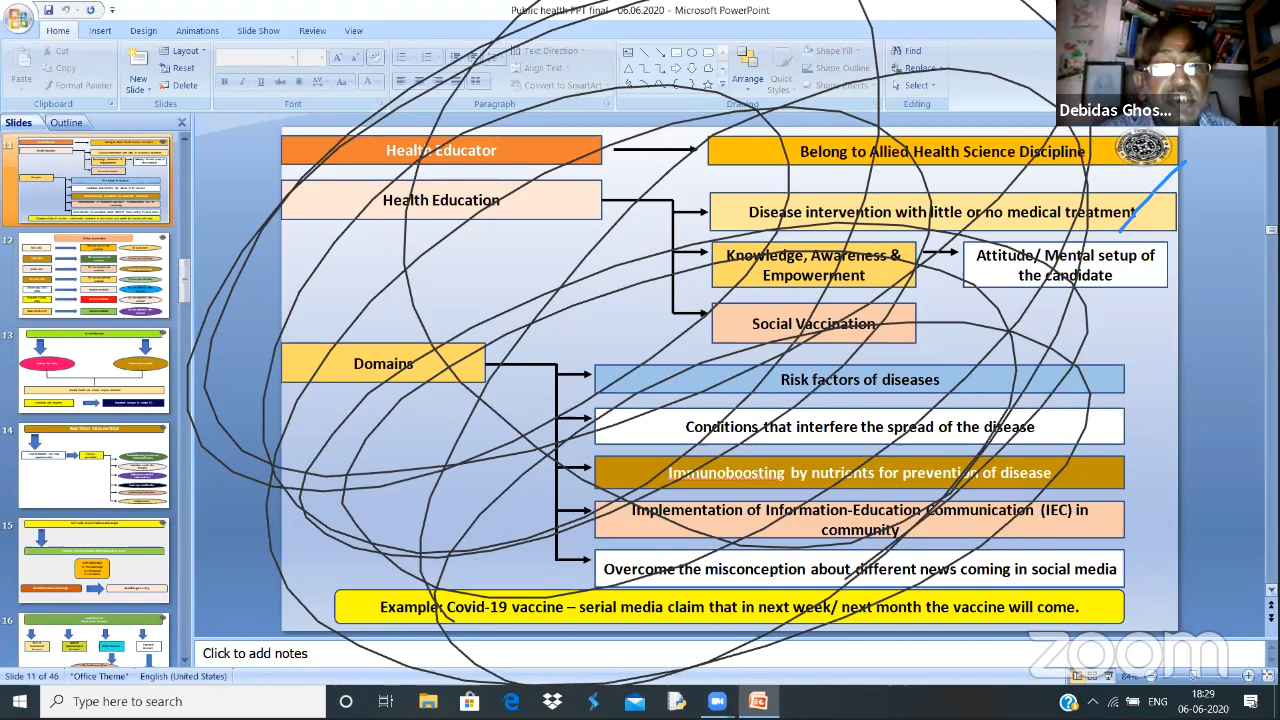 Public health PPT final - 06.06.2020 - Microsoft PowerPoint
Home Insert Design Animations Slide Show Review View
Cut
Copy
Format Painter
Paste
Clipboard
New
Slide
Layout
Reset
Delete
Slides
Font
Text Direction
Align Text
Convert to SmartArt
Paragraph
Arrange
Quick
Styles
Shape Fill
Shape Outline
Shape Effects
Drawing
Find
Replace
Select
Editing
Debidas Ghos...
Slides Outline
11
12
13
14
15
16
Health Educator
Belong to Allied Health Science Discipline
Health Education
Disease intervention with little or no medical treatment
Knowledge, Awareness &
Empowerment
Attitude/ Mental setup of
the candidate
Social Vaccination
Domains
Risk factors of diseases
Conditions that interfere the spread of the disease
Immunoboosting by nutrients for prevention of disease
Implementation of Information-Education Communication (IEC) in
community
Overcome the misconception about different news coming in social media
Example: Covid-19 vaccine – serial media claim that in next week/ next month the vaccine will come.
Click to add notes
zoom
Slide 11 of 46 "Office Theme" English (United States)
84%
Type here to search
ENG
18:29
06-06-2020